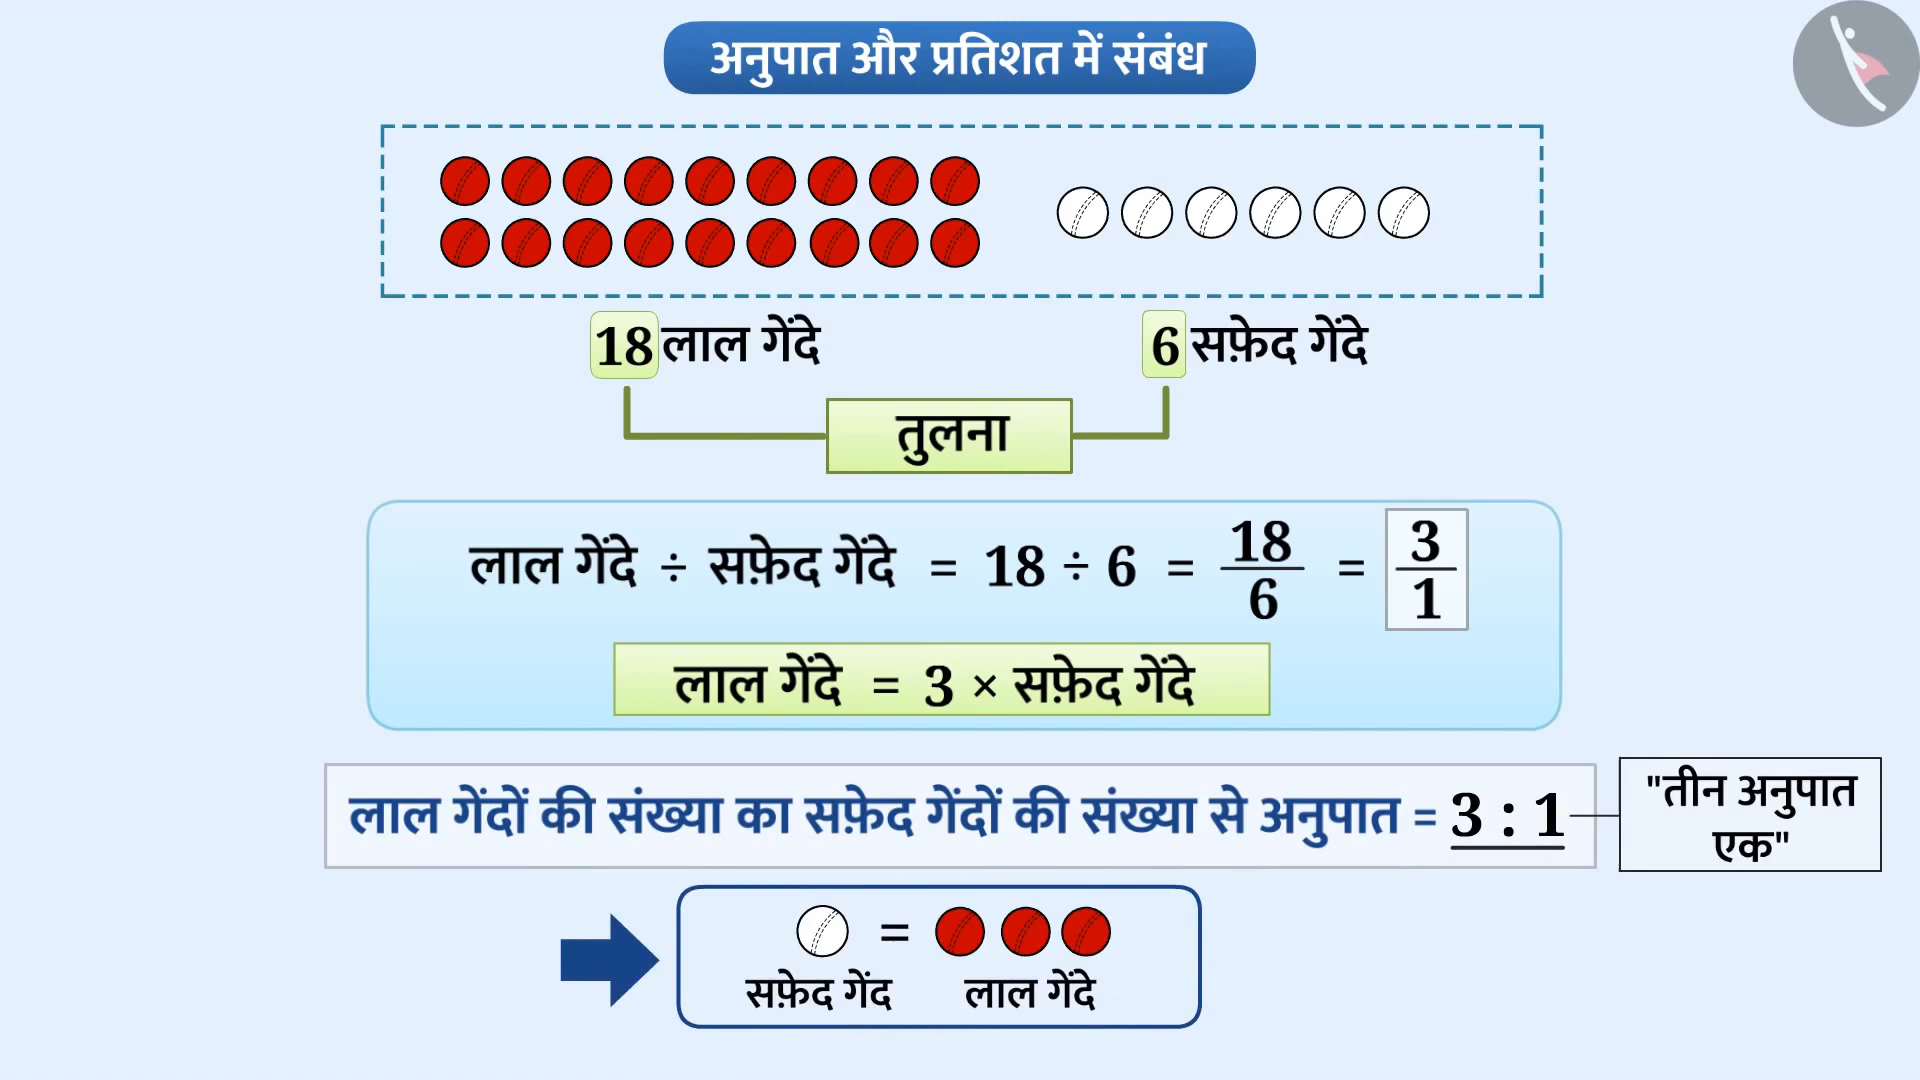 अनुपात और प्रतिशत में संबंध
18 लाल गेंदे
6 सफ़ेद गेंदे
तुलना
लाल गेंदे ÷ सफ़ेद गेंदे = 18 ÷ 6 = 18/6 = 3/1
लाल गेंदे = 3 × सफ़ेद गेंदे
लाल गेंदों की संख्या का सफ़ेद गेंदों की संख्या से अनुपात = 3 : 1
"तीन अनुपात
एक"
=
सफ़ेद गेंद
लाल गेंदे